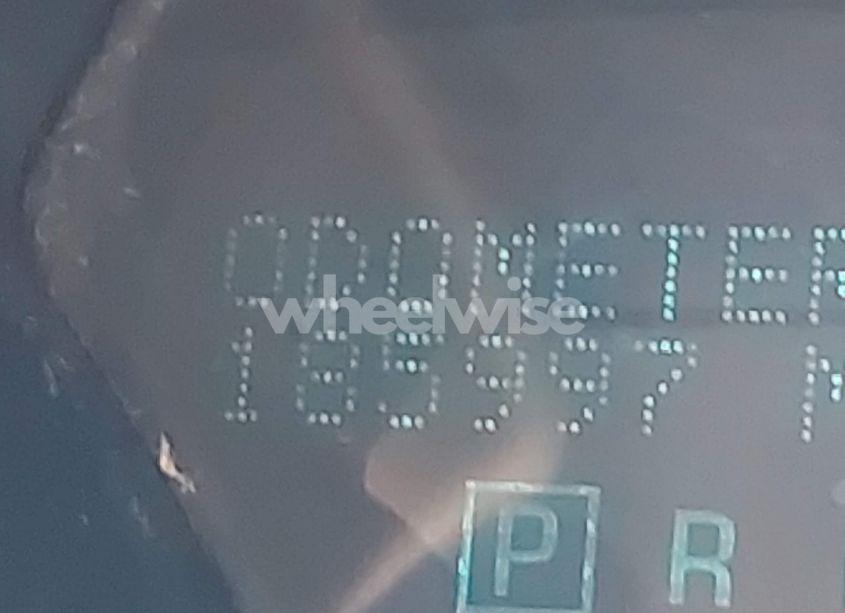 ODOMETER
185997 M
wheelwise
P R